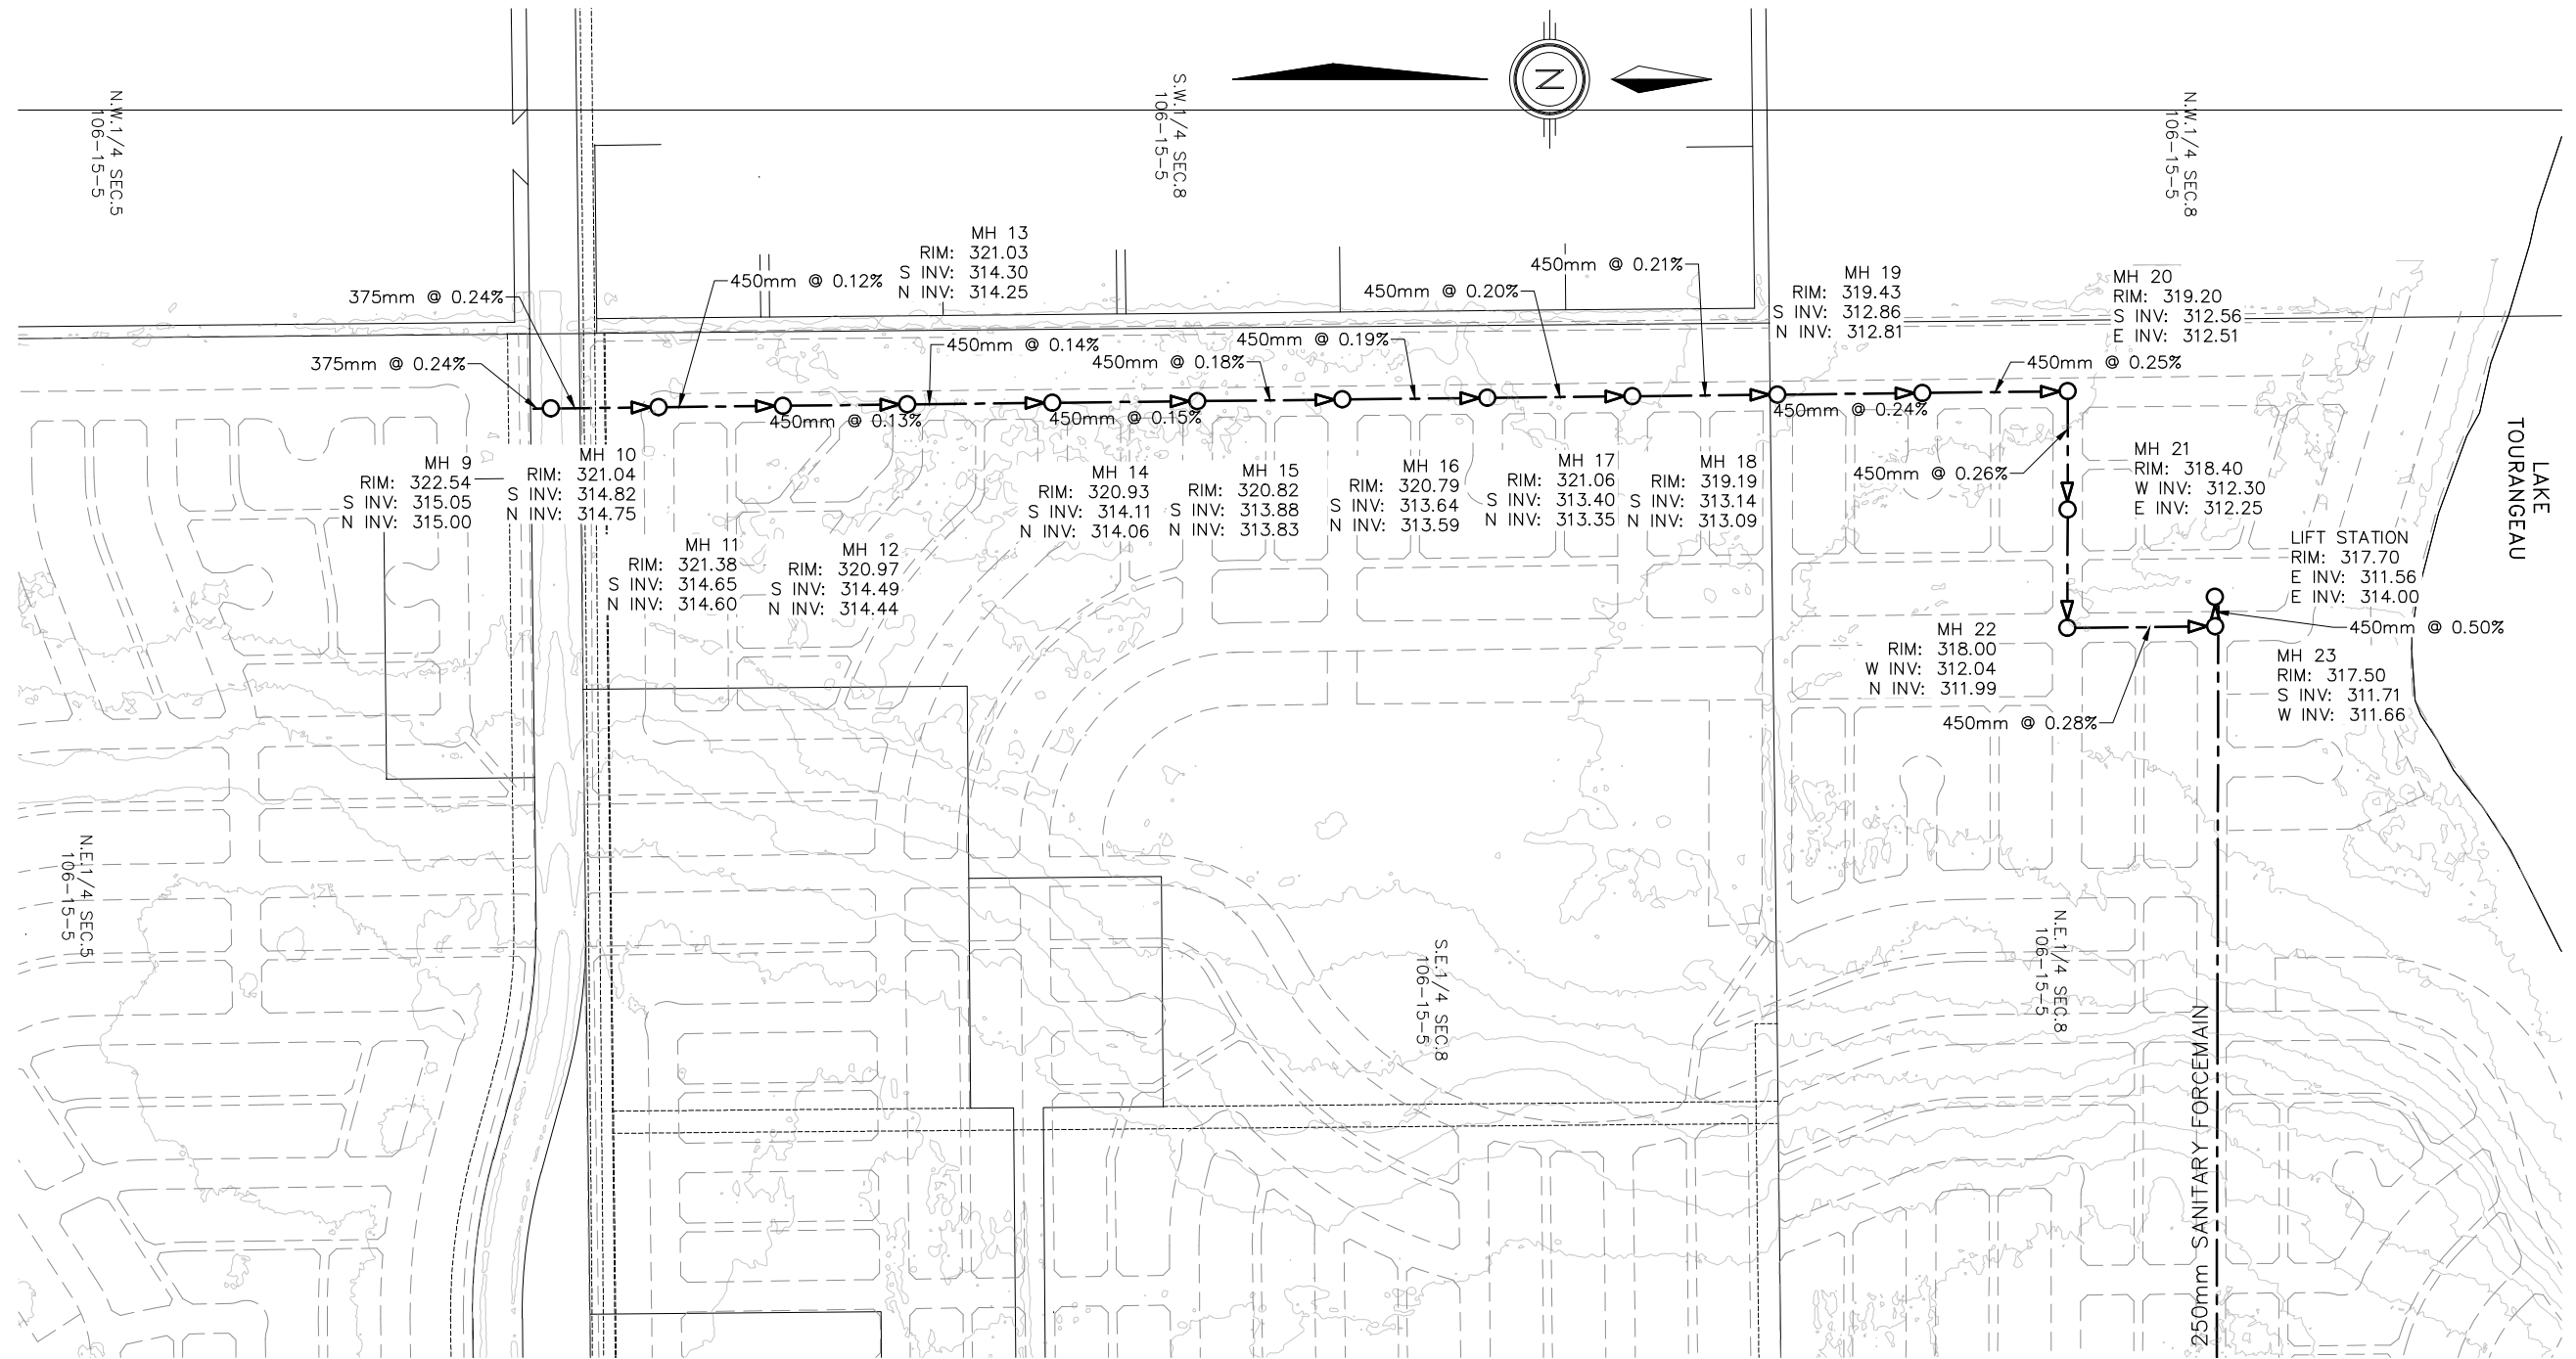 N.W.1/4 SEC.5
106-15-5
S.W.1/4 SEC.8
106-15-5
N
N.W.1/4 SEC.8
106-15-5
MH 13
RIM: 321.03
S INV: 314.30
N INV: 314.25
375mm @ 0.24%
450mm @ 0.12%
450mm @ 0.21%
450mm @ 0.20%
MH 19
RIM: 319.43
S INV: 312.86
N INV: 312.81
MH 20
RIM: 319.20
S INV: 312.56
E INV: 312.51
375mm @ 0.24%
450mm @ 0.14%
450mm @ 0.18%
450mm @ 0.19%
450mm @ 0.25%
450mm @ 0.13%
450mm @ 0.15%
450mm @ 0.24%
MH 9
RIM: 322.54
S INV: 315.05
N INV: 315.00
MH 10
RIM: 321.04
S INV: 314.82
N INV: 314.75
MH 11
RIM: 321.38
S INV: 314.65
N INV: 314.60
MH 12
RIM: 320.97
S INV: 314.49
N INV: 314.44
MH 14
RIM: 320.93
S INV: 314.11
N INV: 314.06
MH 15
RIM: 320.82
S INV: 313.88
N INV: 313.83
MH 16
RIM: 320.79
S INV: 313.64
N INV: 313.59
MH 17
RIM: 321.06
S INV: 313.40
N INV: 313.35
MH 18
RIM: 319.19
S INV: 313.14
N INV: 313.09
450mm @ 0.26%
MH 21
RIM: 318.40
W INV: 312.30
E INV: 312.25
LAKE
TOURANGEAU
LIFT STATION
RIM: 317.70
E INV: 311.56
E INV: 314.00
450mm @ 0.50%
MH 22
RIM: 318.00
W INV: 312.04
N INV: 311.99
MH 23
RIM: 317.50
S INV: 311.71
W INV: 311.66
450mm @ 0.28%
N.E.1/4 SEC.5
106-15-5
S.E.1/4 SEC.8
106-15-5
N.E.1/4 SEC.8
106-15-5
250mm SANITARY FORCEMAIN